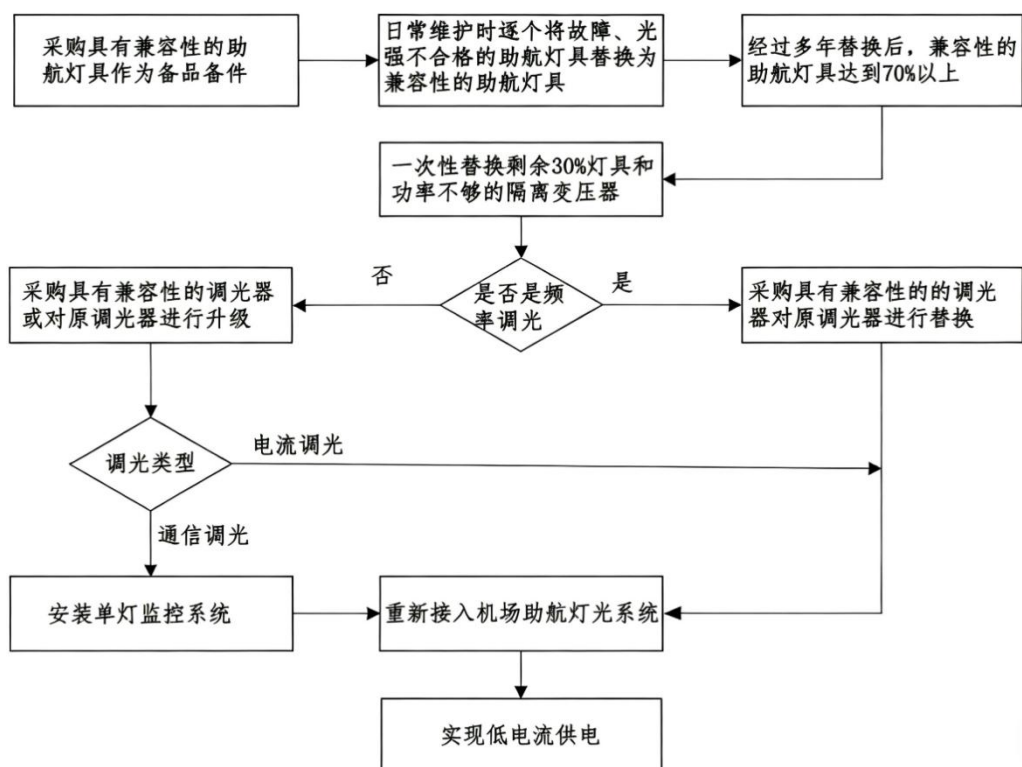 采购具有兼容性的助
航灯具作为备品备件
日常维护时逐个将故障、光
强不合格的助航灯具替换为
兼容性的助航灯具
经过多年替换后，兼容性的
助航灯具达到70%以上
一次性替换剩余30%灯具和
功率不够的隔离变压器
否
是
是否是频
率调光
采购具有兼容性的调光器
或对原调光器进行升级
采购具有兼容性的的调光
器对原调光器进行替换
电流调光
调光类型
通信调光
安装单灯监控系统
重新接入机场助航灯光系统
实现低电流供电